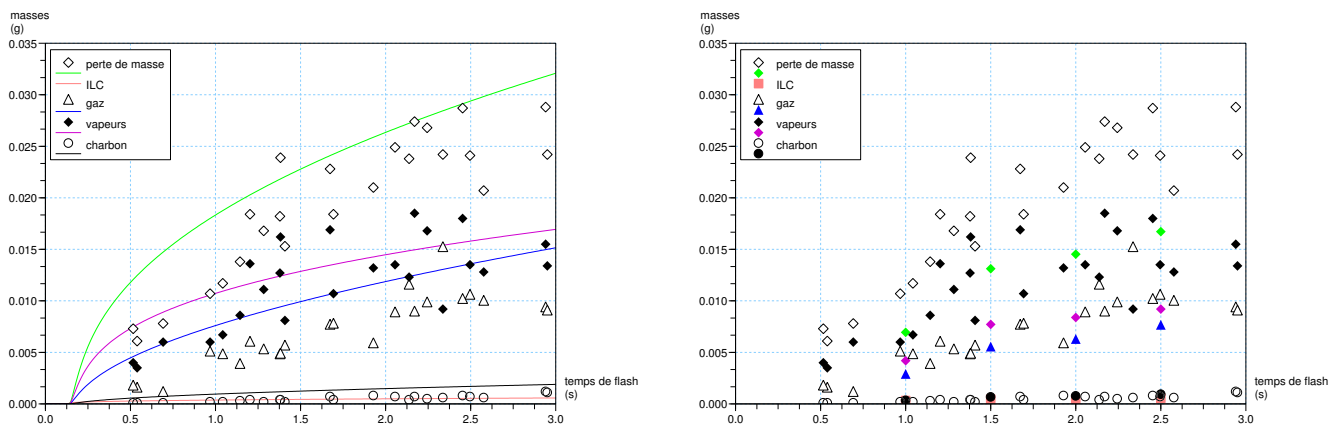 masses
(g)
0.035
0.030
0.025
0.020
0.015
0.010
0.005
0.000
0.0
0.5
1.0
1.5
2.0
2.5
3.0
temps de flash
(s)
perte de masse
ILC
gaz
vapeurs
charbon
masses
(g)
0.035
0.030
0.025
0.020
0.015
0.010
0.005
0.000
0.0
0.5
1.0
1.5
2.0
2.5
3.0
temps de flash
(s)
perte de masse
ILC
gaz
vapeurs
charbon